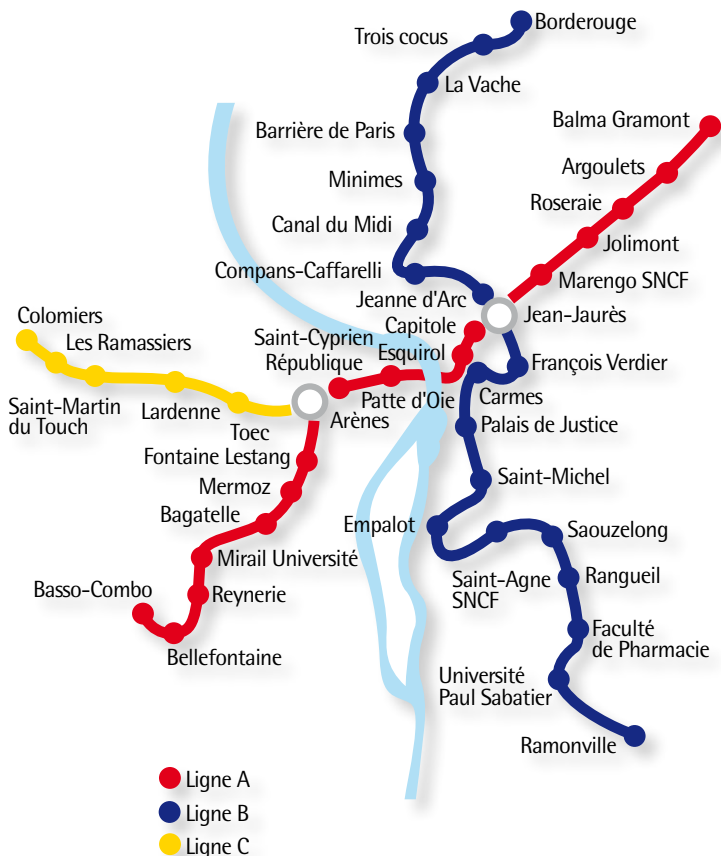 Borderouge
Trois cocus
La Vache
Balma Gramont
Barrière de Paris
Argoulets
Minimes
Roseraie
Canal du Midi
Jolimont
Compans-Caffarelli
Marengo SNCF
Jeanne d'Arc
Colomiers
Capitole
Jean-Jaurès
Les Ramassiers
Saint-Cyprien
République
Esquirol
François Verdier
Saint-Martin
du Touch
Lardenne
Toec
Arènes
Patte d'Oie
Carmes
Palais de Justice
Fontaine Lestang
Mermoz
Saint-Michel
Bagatelle
Empalot
Saouzelong
Mirail Université
Saint-Agne
SNCF
Rangueil
Basso-Combo
Reynerie
Faculté
de Pharmacie
Bellefontaine
Université
Paul Sabatier
Ramonville
Ligne A
Ligne B
Ligne C